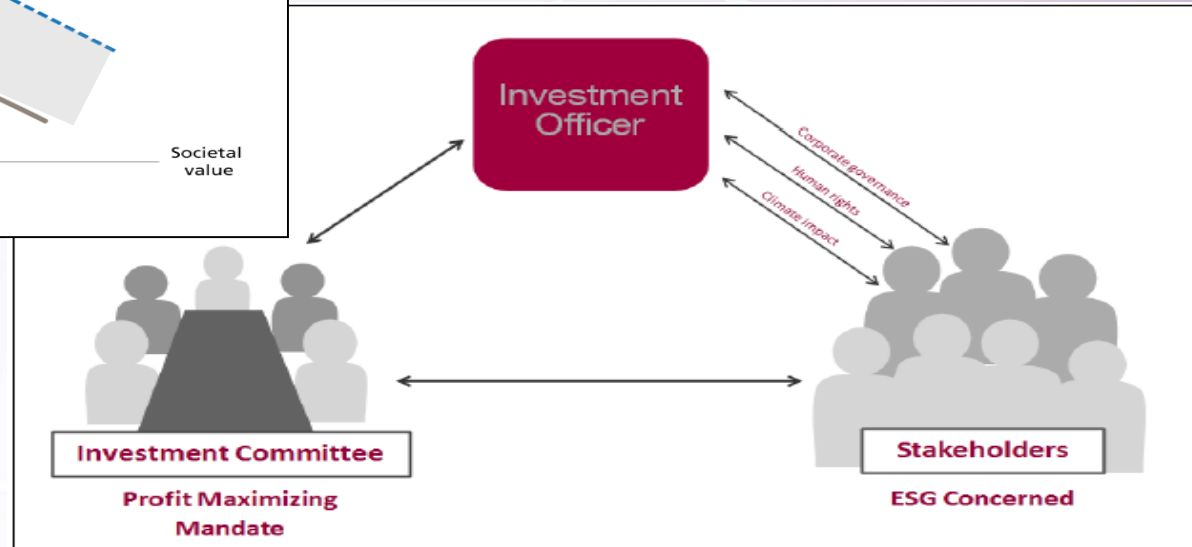 Societal
value
Investment
Officer
Corporate governance
Human rights
Climate impact
Investment Committee
Profit Maximizing
Mandate
Stakeholders
ESG Concerned